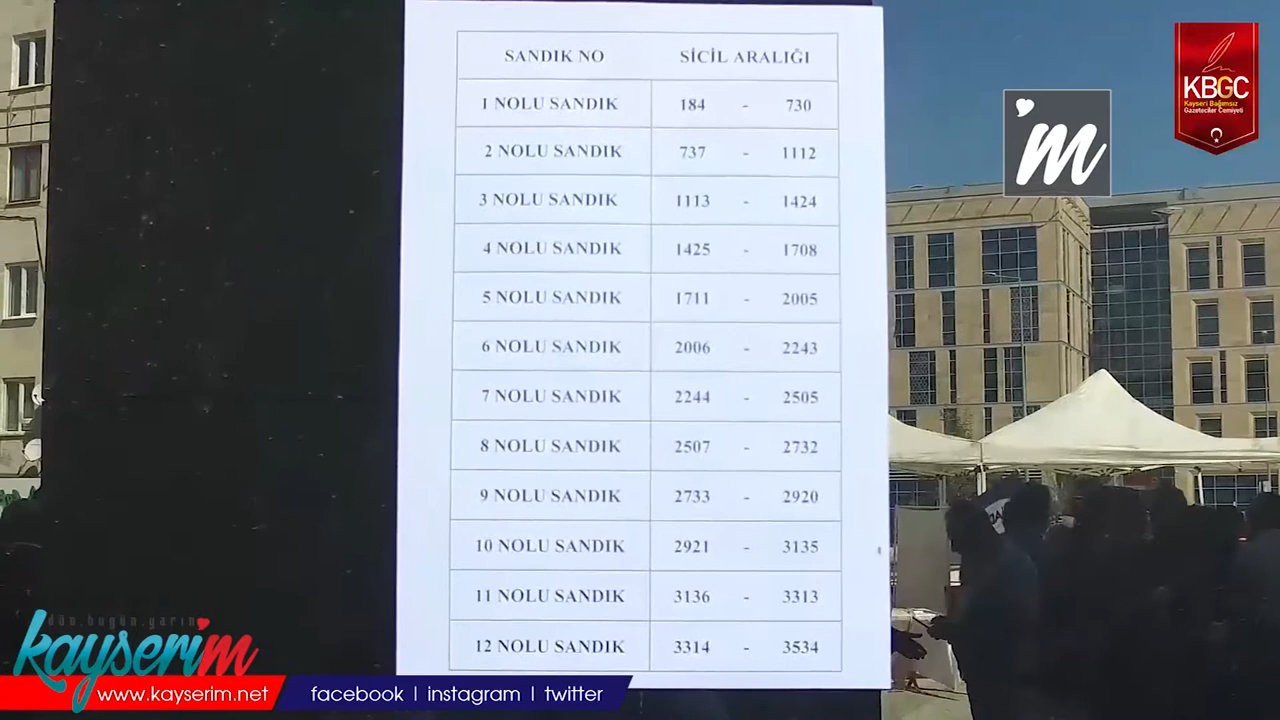 SANDIK NO SİCİL ARALIĞI
1 NOLU SANDIK 184 - 730
2 NOLU SANDIK 737 - 1112
3 NOLU SANDIK 1113 - 1424
4 NOLU SANDIK 1425 - 1708
5 NOLU SANDIK 1711 - 2005
6 NOLU SANDIK 2006 - 2243
7 NOLU SANDIK 2244 - 2505
8 NOLU SANDIK 2507 - 2732
9 NOLU SANDIK 2733 - 2920
10 NOLU SANDIK 2921 - 3135
11 NOLU SANDIK 3136 - 3313
12 NOLU SANDIK 3314 - 3534
'm
KBGC
Kayseri Bağımsız
Gazeteciler Cemiyeti
dün.bugün.yarın
kayserim
www.kayserim.net facebook | instagram | twitter